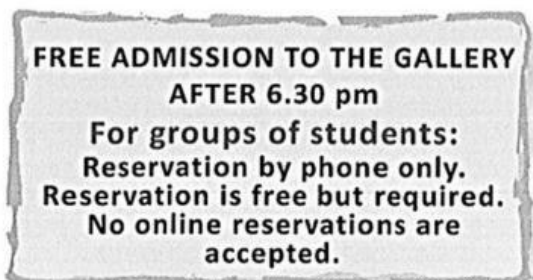 FREE ADMISSION TO THE GALLERY
AFTER 6.30 pm
For groups of students:
Reservation by phone only.
Reservation is free but required.
No online reservations are
accepted.